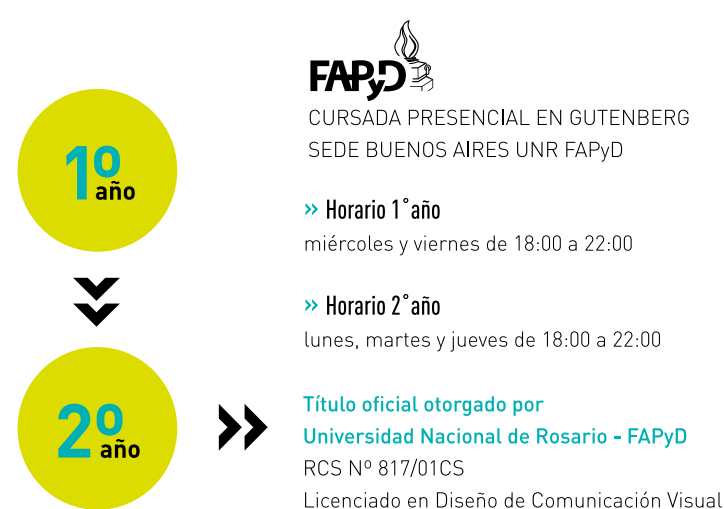 1º
año
2º
año
FAPyD
CURSADA PRESENCIAL EN GUTENBERG
SEDE BUENOS AIRES UNR FAPyD
» Horario 1°año
miércoles y viernes de 18:00 a 22:00
» Horario 2°año
lunes, martes y jueves de 18:00 a 22:00
Título oficial otorgado por
Universidad Nacional de Rosario - FAPyD
RCS Nº 817/01CS
Licenciado en Diseño de Comunicación Visual